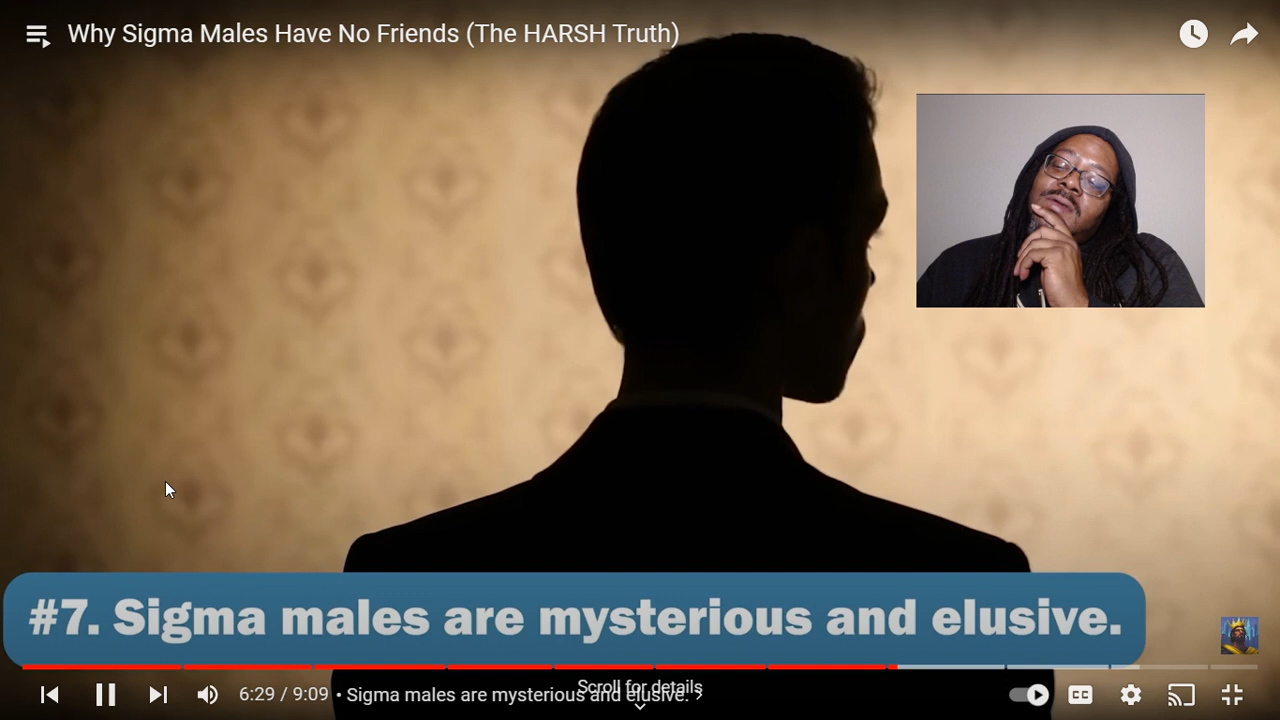 Why Sigma Males Have No Friends (The HARSH Truth)
#7. Sigma males are mysterious and elusive.
6:29 / 9:09 • Sigma males are mysterious and elusive. ›
Scroll for details
CC